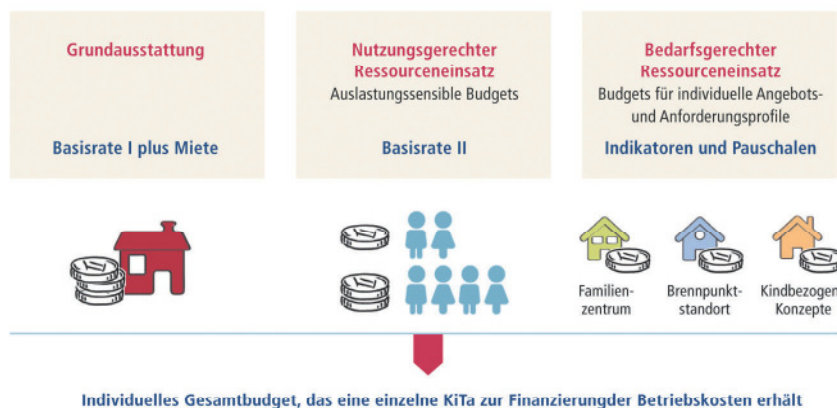 Grundausstattung
Basisrate I plus Miete
Nutzungsgerechter
Ressourceneinsatz
Auslastungssensible Budgets
Basisrate II
Bedarfsgerechter
Ressourceneinsatz
Budgets für individuelle Angebots-
und Anforderungsprofile
Indikatoren und Pauschalen
Familien-
zentrum
Brennpunkt-
standort
Kindbezogen
Konzepte
Individuelles Gesamtbudget, das eine einzelne KiTa zur Finanzierungder Betriebskosten erhält